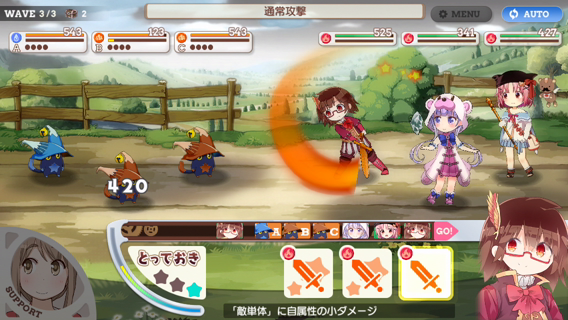 WAVE 3/3
2
通常攻撃
MENU
AUTO
543
A
123
B
543
C
525
341
427
420
A
B
C
GO!
とっておき
SUPPORT
「敵単体」に自属性の小ダメージ